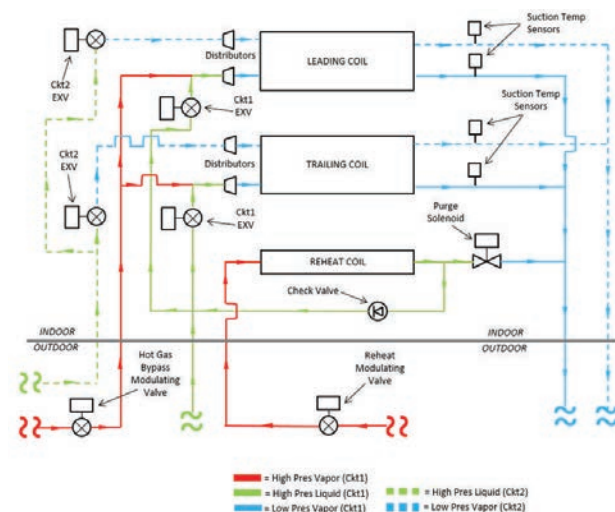 Suction Temp
Sensors
Distributors
LEADING COIL
Ckt2
EXV
Ckt1
EXV
Suction Temp
Sensors
Ckt2
EXV
Distributors
TRAILING COIL
Ckt1
EXV
Purge
Solenoid
REHEAT COIL
Check Valve
INDOOR
OUTDOOR
INDOOR
OUTDOOR
Hot Gas
Bypass
Modulating
Valve
Reheat
Modulating
Valve
= High Pres Vapor (Ckt1)
= High Pres Liquid (Ckt1)
= High Pres Liquid (Ckt2)
= Low Pres Vapor (Ckt1)
= Low Pres Vapor (Ckt2)